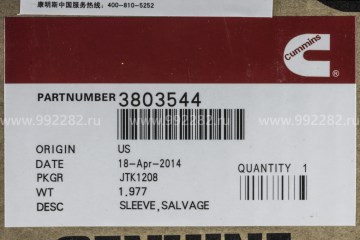 康明斯中国服务热线: 400-810-5252
Cummins
PARTNUMBER 3803544
www.992282.ru www.992282.ru www.992282.ru
ORIGIN US
DATE 18-Apr-2014
PKGR JTK1208
QUANTITY 1
WT 1,977
DESC SLEEVE,SALVAGE
GENUINE